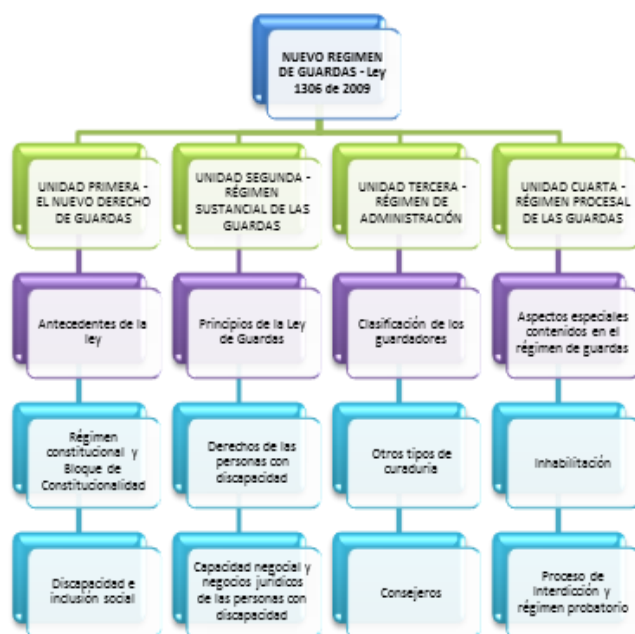 NUEVO REGIMEN
DE GUARDAS - Ley
1306 de 2009
UNIDAD PRIMERA -
EL NUEVO DERECHO
DE GUARDAS
Antecedentes de la
ley
Régimen
constitucional y
Bloque de
Constitucionalidad
Discapacidad e
inclusión social
UNIDAD SEGUNDA -
RÉGIMEN
SUSTANCIAL DE LAS
GUARDAS
Principios de la Ley
de Guardas
Derechos de las
personas con
discapacidad
Capacidad negocial y
negocios jurídicos
de las personas con
discapacidad
UNIDAD TERCERA -
RÉGIMEN DE
ADMINISTRACIÓN
Clasificación de los
guardadores
Otros tipos de
curaduria
Consejeros
UNIDAD CUARTA -
RÉGIMEN PROCESAL
DE LAS GUARDAS
Aspectos especiales
contenidos en el
régimen de guardas
Inhabilitación
Proceso de
Interdicción y
régimen probatorio